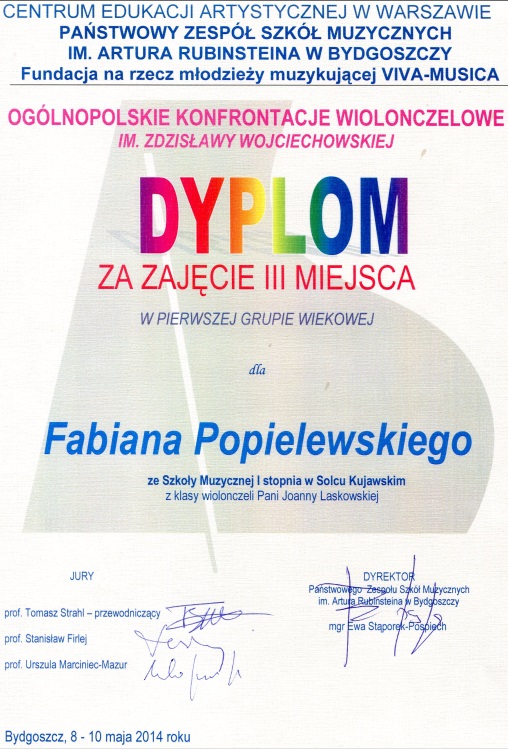 CENTRUM EDUKACJI ARTYSTYCZNEJ W WARSZAWIE
PAŃSTWOWY ZESPÓŁ SZKÓŁ MUZYCZNYCH
IM. ARTURA RUBINSTEINA W BYDGOSZCZY
Fundacja na rzecz młodzieży muzykującej VIVA-MUSICA
OGÓLNOPOLSKIE KONFRONTACJE WIOLONCZELOWE
IM. ZDZISŁAWY WOJCIECHOWSKIEJ
DYPLOM
ZA ZAJĘCIE III MIEJSCA
W PIERWSZEJ GRUPIE WIEKOWEJ
dla
Fabiana Popielewskiego
ze Szkoły Muzycznej I stopnia w Solcu Kujawskim
z klasy wiolonczeli Pani Joanny Laskowskiej
JURY
prof. Tomasz Strahl – przewodniczący
prof. Stanisław Firlej
prof. Urszula Marciniec-Mazur
DYREKTOR
Państwowego Zespołu Szkół Muzycznych
im. Artura Rubinsteina w Bydgoszczy
mgr Ewa Stąporek-Pospiech
Bydgoszcz, 8 - 10 maja 2014 roku